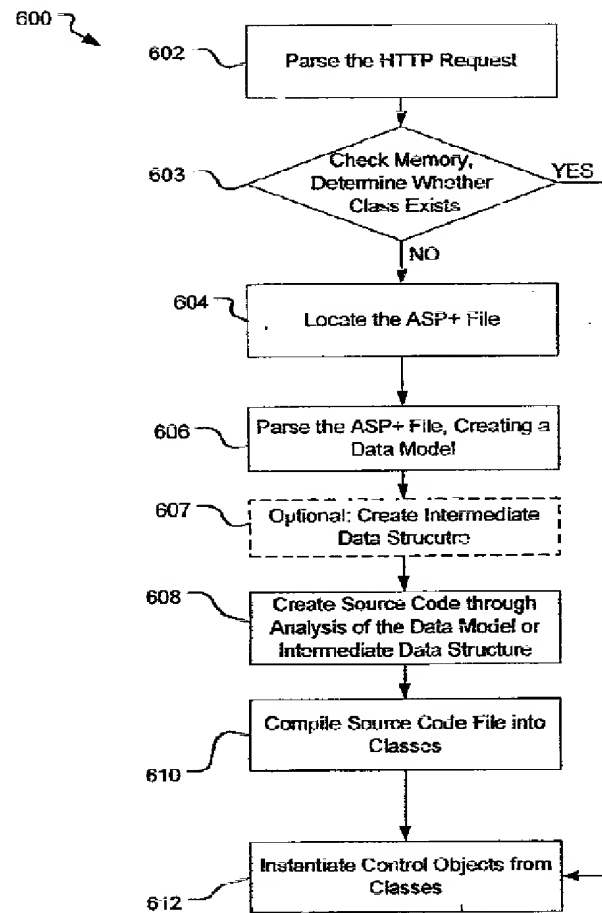 600
602
Parse the HTTP Request
603
Check Memory,
Determine Whether
Class Exists
YES
NO
604
Locate the ASP+ File
606
Parse the ASP+ File, Creating a
Data Model
607
Optional: Create Intermediate
Data Strucutre
608
Create Source Code through
Analysis of the Data Model or
Intermediate Data Structure
610
Compile Source Code File into
Classes
612
Instantiate Control Objects from
Classes